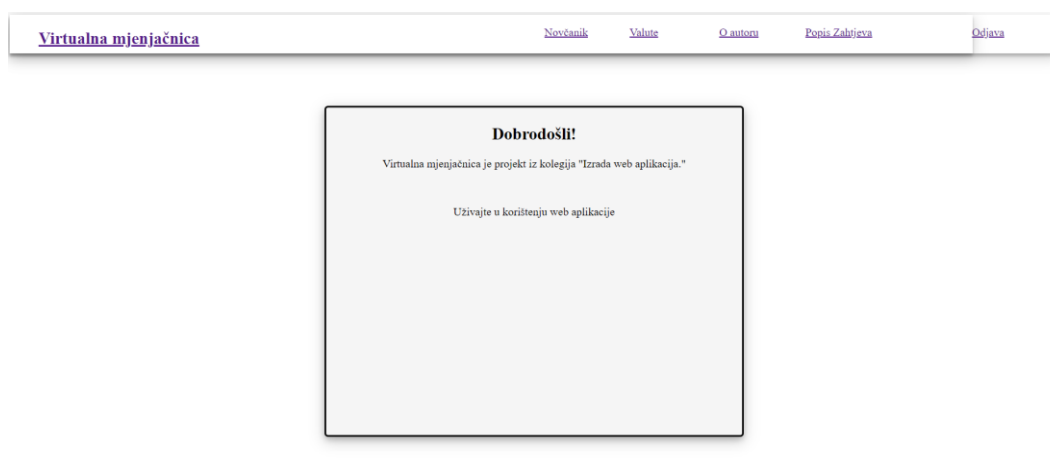 Virtualna mjenjačnica
Novčanik Valute O autoru Popis Zahtjeva Odjava
Dobrodošli!
Virtualna mjenjačnica je projekt iz kolegija "Izrada web aplikacija."
Uživajte u korištenju web aplikacije